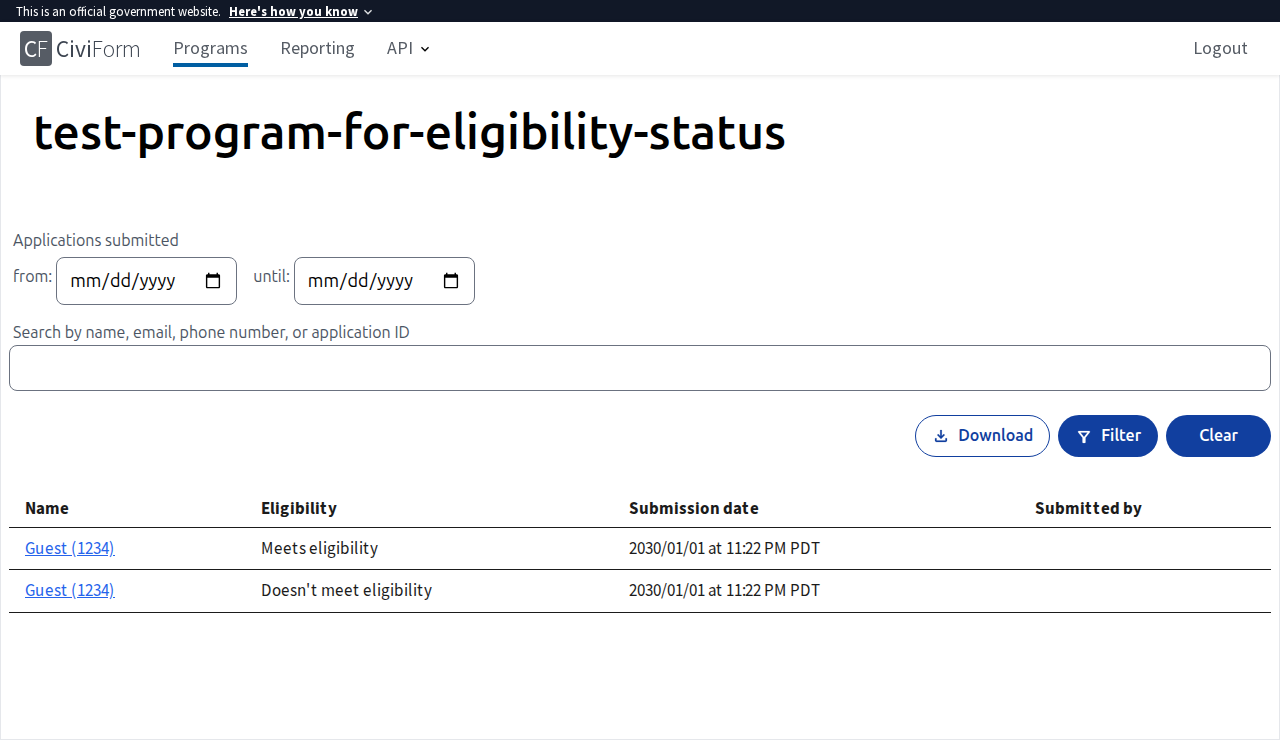 This is an official government website. Here's how you know
CF CiviForm Programs Reporting API Logout
test-program-for-eligibility-status
Applications submitted
from: mm/dd/yyyy until: mm/dd/yyyy
Search by name, email, phone number, or application ID
Download Filter Clear
Name Eligibility Submission date Submitted by
Guest (1234) Meets eligibility 2030/01/01 at 11:22 PM PDT
Guest (1234) Doesn't meet eligibility 2030/01/01 at 11:22 PM PDT